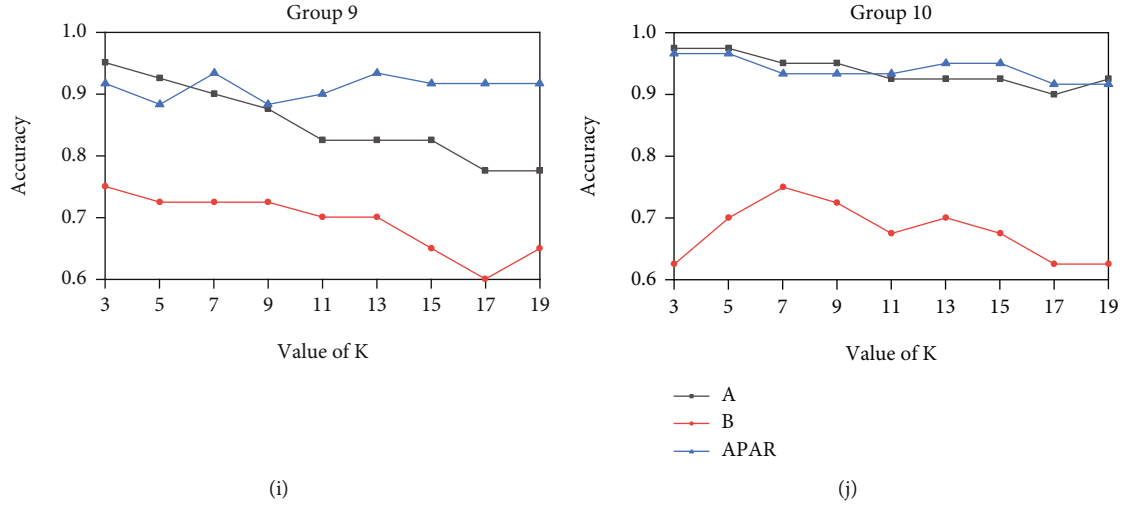 Group 9
1.0
0.9
0.8
0.7
0.6
Accuracy
3 5 7 9 11 13 15 17 19
Value of K
(i)
Group 10
1.0
0.9
0.8
0.7
0.6
Accuracy
3 5 7 9 11 13 15 17 19
Value of K
A
B
APAR
(j)